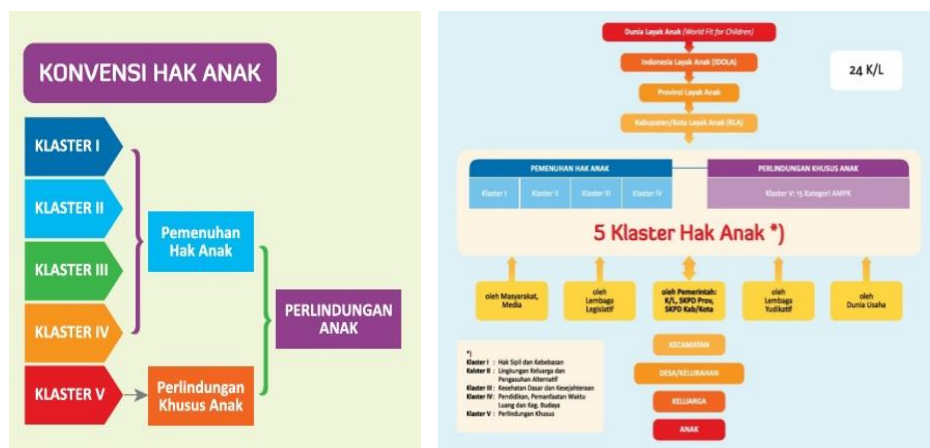 KONVENSI HAK ANAK
KLASTER I
KLASTER II
KLASTER III
KLASTER IV
KLASTER V
Pemenuhan
Hak Anak
Perlindungan
Khusus Anak
PERLINDUNGAN
ANAK
Dunia Layak Anak (World Fit for Children)
Indonesia Layak Anak (IDOLA)
Provinsi Layak Anak
Kabupaten/Kota Layak Anak (KLA)
24 K/L
PEMENUHAN HAK ANAK
Klaster I
Klaster II
Klaster III
Klaster IV
PERLINDUNGAN KHUSUS ANAK
Klaster V: 15 Kategori AMPK
5 Klaster Hak Anak *)
oleh Masyarakat,
Media
oleh
Lembaga
Legislatif
oleh Pemerintah:
K/L, SKPD Prov,
SKPD Kab/Kota
oleh
Lembaga
Yudikatif
oleh
Dunia Usaha
KECAMATAN
DESA/KELURAHAN
KELUARGA
ANAK
*)
Klaster I : Hak Sipil dan Kebebasan
Kalster II : Lingkungan Keluarga dan
Pengasuhan Alternatif
Klaster III : Kesehatan Dasar dan Kesejahteraan
Klaster IV : Pendidikan, Pemanfaatan Waktu
Luang dan Keg. Budaya
Klaster V : Perlindungan Khusus